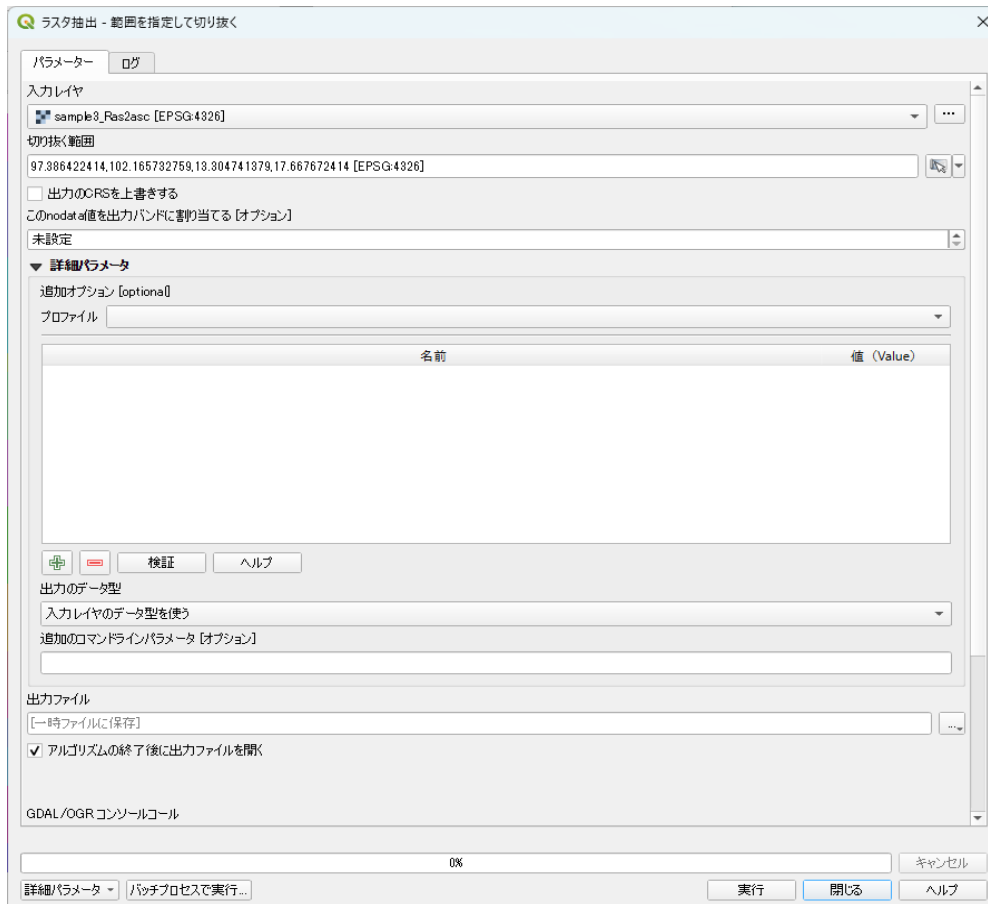 ラスタ抽出 - 範囲を指定して切り抜く
パラメーター ログ
入力レイヤ
sample3_Ras2asc [EPSG:4326]
...
切り抜く範囲
97.386422414,102.165732759,13.304741379,17.667672414 [EPSG:4326]
出力のCRSを上書きする
このnodata値を出力バンドに割り当てる [オプション]
未設定
詳細パラメータ
追加オプション [optional]
プロファイル
名前 値 (Value)
検証 ヘルプ
出力のデータ型
入力レイヤのデータ型を使う
追加のコマンドラインパラメータ [オプション]
出力ファイル
[一時ファイルに保存]
...
アルゴリズムの終了後に出力ファイルを開く
GDAL/OGR コンソールコール
0% キャンセル
詳細パラメータ バッチプロセスで実行... 実行 閉じる ヘルプ